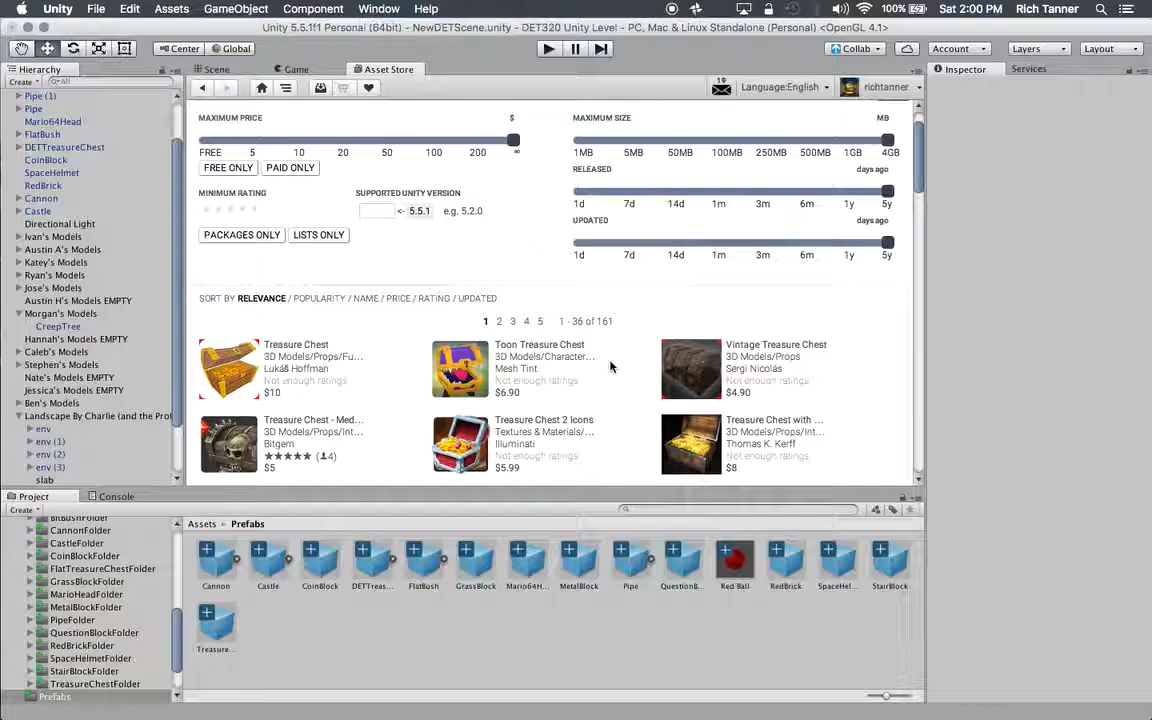 Unity File Edit Assets GameObject Component Window Help 100% Sat 2:00 PM Rich Tanner
Unity 5.5.1f1 Personal (64bit) - NewDETScene.unity - DET320 Unity Level - PC, Mac & Linux Standalone (Personal) <OpenGL 4.1>
Center Global Collab Account Layers Layout
Hierarchy Scene Game Asset Store Inspector Services
Create All
19 Language:English richtanner
Pipe (1)
Pipe
Mario64Head
FlatBush
DETTreasureChest
CoinBlock
SpaceHelmet
RedBrick
Cannon
Castle
Directional Light
Ivan's Models
Austin A's Models
Katey's Models
Ryan's Models
Jose's Models
Austin H's Models EMPTY
Morgan's Models
CreepTree
Hannah's Models EMPTY
Caleb's Models
Stephen's Models
Nate's Models EMPTY
Jessica's Models EMPTY
Ben's Models
Landscape By Charlie (and the Prof
env
env (1)
env (2)
env (3)
slab
MAXIMUM PRICE $
FREE 5 10 20 50 100 200 ∞
FREE ONLY PAID ONLY
MINIMUM RATING SUPPORTED UNITY VERSION
<- 5.5.1 e.g. 5.2.0
PACKAGES ONLY LISTS ONLY
MAXIMUM SIZE MB
1MB 5MB 50MB 100MB 250MB 500MB 1GB 4GB
RELEASED days ago
1d 7d 14d 1m 3m 6m 1y 5y
UPDATED days ago
1d 7d 14d 1m 3m 6m 1y 5y
SORT BY RELEVANCE / POPULARITY / NAME / PRICE / RATING / UPDATED
1 2 3 4 5 1 - 36 of 161
Treasure Chest
3D Models/Props/Fu...
Lukáš Hoffman
Not enough ratings
$10
Toon Treasure Chest
3D Models/Character...
Mesh Tint
Not enough ratings
$6.90
Vintage Treasure Chest
3D Models/Props
Sergi Nicolás
Not enough ratings
$4.90
Treasure Chest - Med...
3D Models/Props/Int...
Bitgem
★★★★★ (4)
$5
Treasure Chest 2 Icons
Textures & Materials/...
Illuminati
Not enough ratings
$5.99
Treasure Chest with ...
3D Models/Props/Int...
Thomas K. Kerff
Not enough ratings
$8
Project Console
Create
BitBushFolder
CannonFolder
CastleFolder
CoinBlockFolder
FlatTreasureChestFolder
GrassBlockFolder
MarioHeadFolder
MetalBlockFolder
PipeFolder
QuestionBlockFolder
RedBrickFolder
SpaceHelmetFolder
StairBlockFolder
TreasureChestFolder
Prefabs
Assets Prefabs
Cannon Castle CoinBlock DETTreas... FlatBush GrassBlock Mario64H... MetalBlock Pipe QuestionB... Red Ball RedBrick SpaceHel... StairBlock
Treasure...